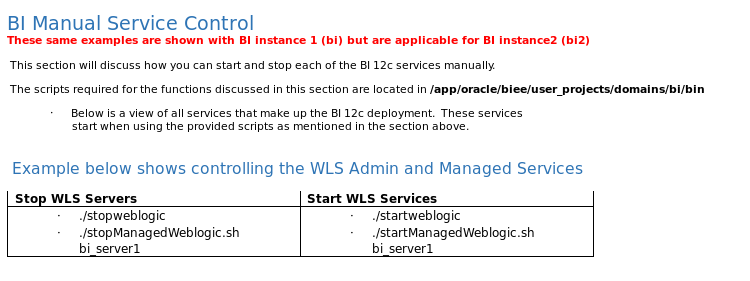 BI Manual Service Control
These same examples are shown with BI instance 1 (bi) but are applicable for BI instance2 (bi2)
This section will discuss how you can start and stop each of the BI 12c services manually.
The scripts required for the functions discussed in this section are located in /app/oracle/biee/user_projects/domains/bi/bin
· Below is a view of all services that make up the BI 12c deployment. These services
start when using the provided scripts as mentioned in the section above.
Example below shows controlling the WLS Admin and Managed Services
Stop WLS Servers
· ./stopweblogic
· ./stopManagedWeblogic.sh
bi_server1
Start WLS Services
· ./startweblogic
· ./startManagedWeblogic.sh
bi_server1